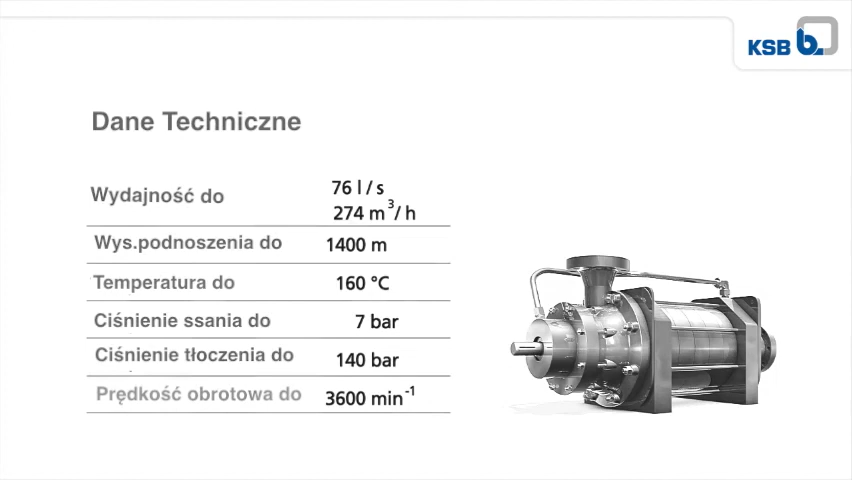 KSB
Dane Techniczne
Wydajność do 76 l / s
274 m³/ h
Wys.podnoszenia do 1400 m
Temperatura do 160 °C
Ciśnienie ssania do 7 bar
Ciśnienie tłoczenia do 140 bar
Prędkość obrotowa do 3600 min⁻¹